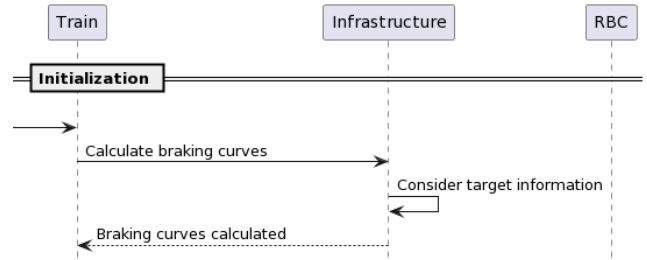 Train
Infrastructure
RBC
Initialization
Calculate braking curves
Consider target information
Braking curves calculated